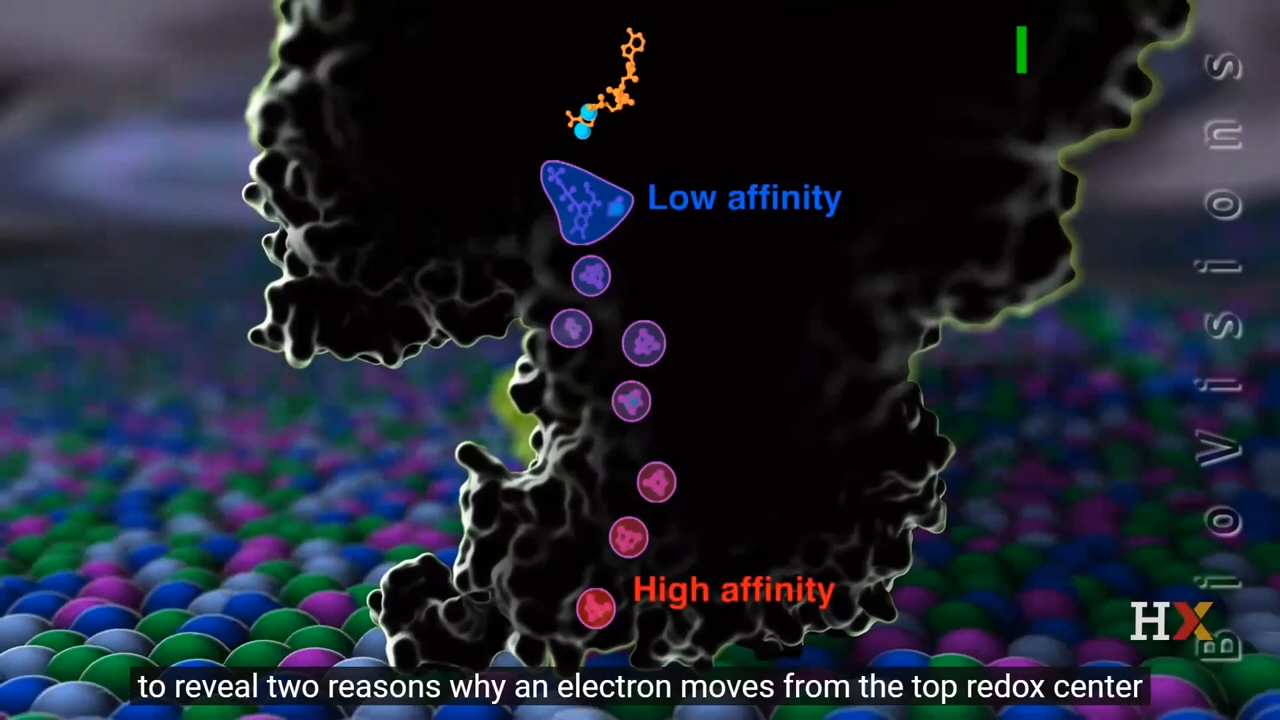 I
Low affinity
High affinity
Biovisions
HX
to reveal two reasons why an electron moves from the top redox center